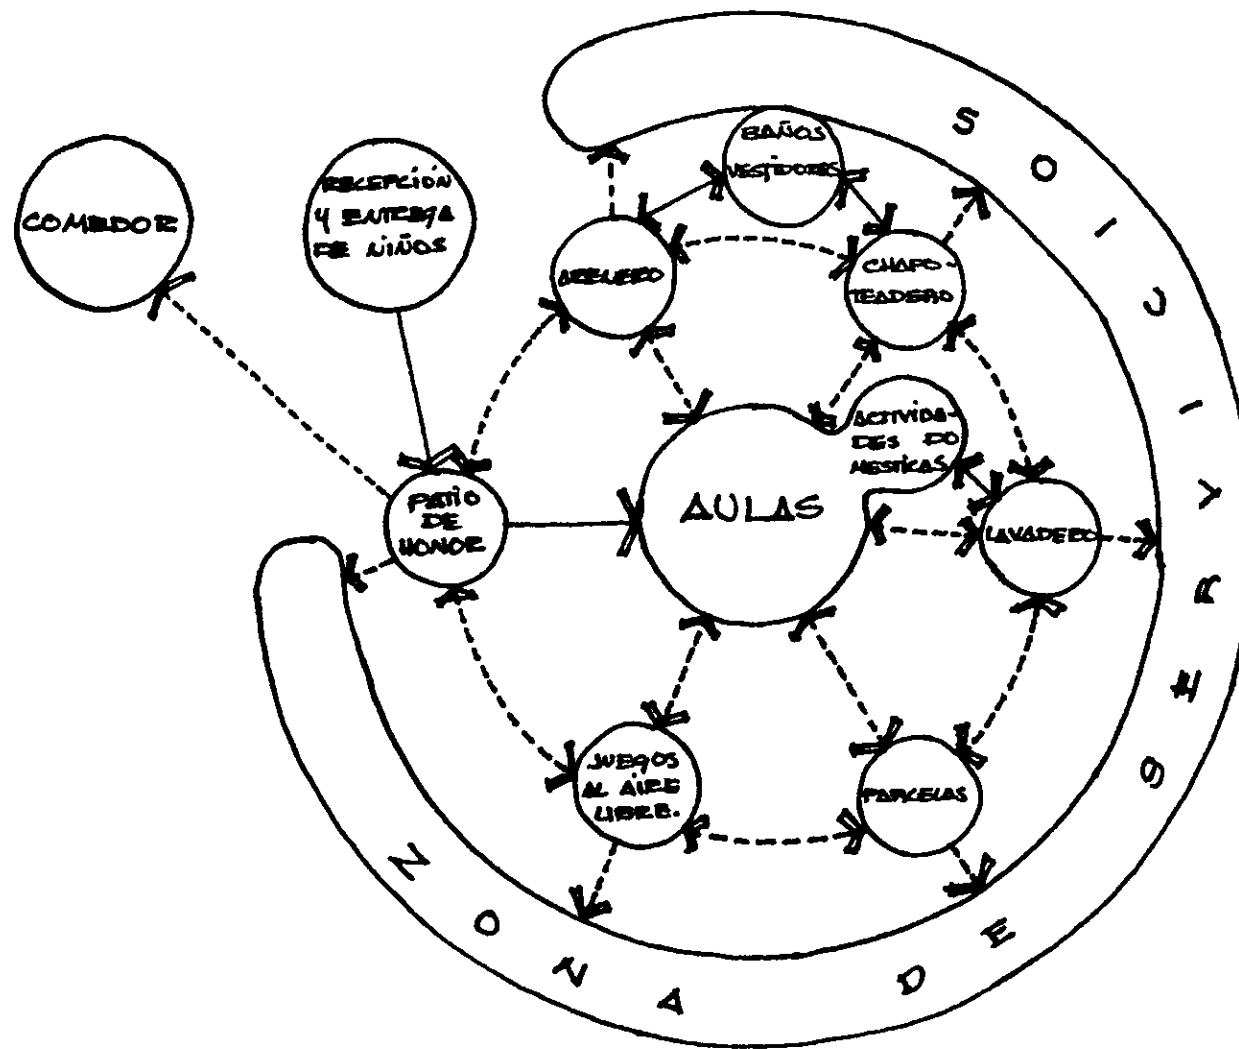 COMEDOR
RECEPCIÓN
Y ENTREGA
DE NIÑOS
BAÑOS
VESTIDORES
ARENERO
CHAPO-
TEADERO
ACTIVIDA-
DES DO
MESTICAS
AULAS
PATIO
DE
HONOR
LAVADERO
JUEGOS
AL AIRE
LIBRE.
PARCELAS
ZONA DE SERVICIOS